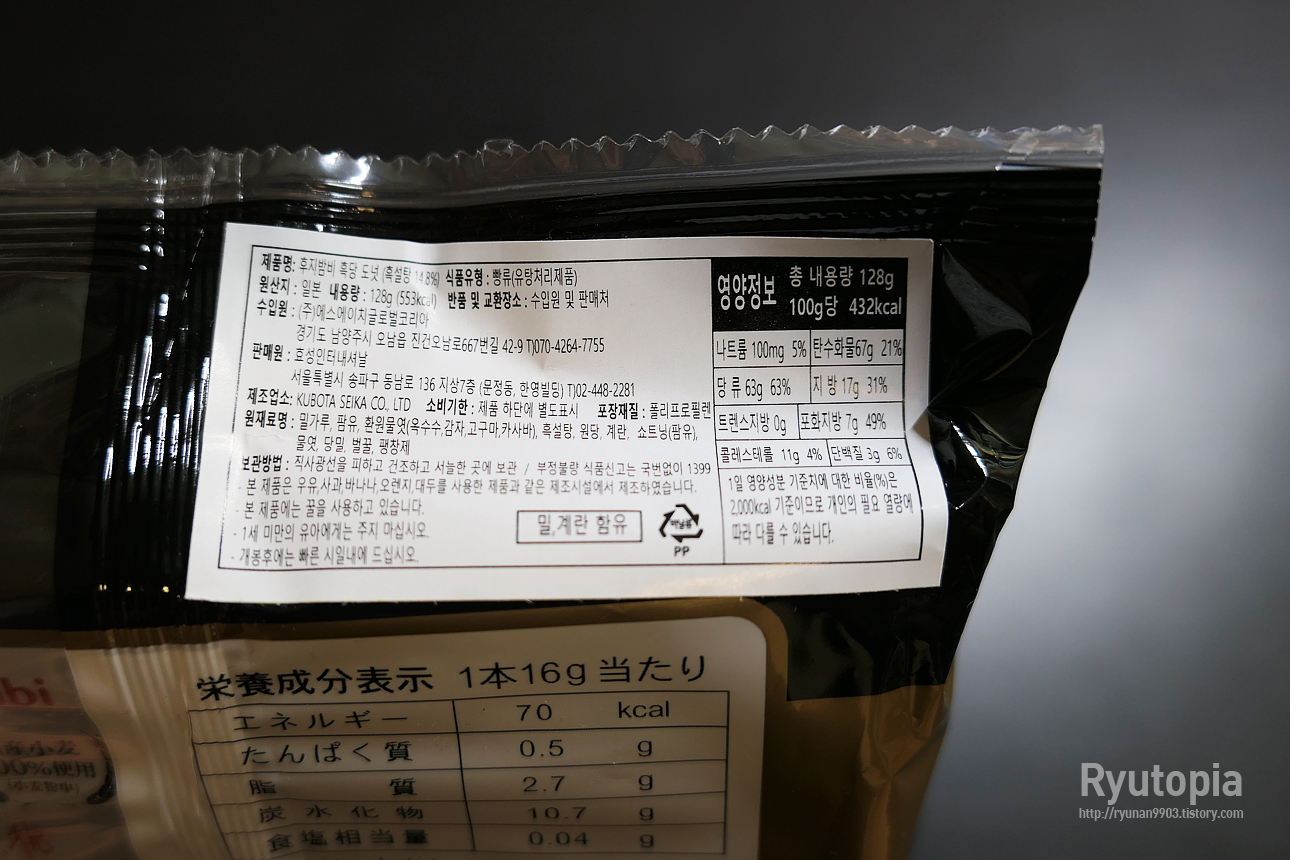 제품명: 후지밤비 흑당 도넛 (흑설탕 14.8%) 식품유형 : 빵류(유탕처리제품)
원산지 : 일본 내용량 : 128g (553kcal) 반품 및 교환장소 : 수입원 및 판매처
수입원 : (주)에스에이치글로벌코리아
경기도 남양주시 오남읍 진건오남로667번길 42-9 T)070-4264-7755
판매원 : 효성인터내셔날
서울특별시 송파구 동남로 136 지상7층 (문정동, 한영빌딩) T)02-448-2281
제조업소: KUBOTA SEIKA CO., LTD 소비기한 : 제품 하단에 별도표시 포장재질 : 폴리프로필렌
원재료명 : 밀가루, 팜유, 환원물엿(옥수수,감자,고구마,카사바), 흑설탕, 원당, 계란, 쇼트닝(팜유),
물엿, 당밀, 벌꿀, 팽창제
보관방법 : 직사광선을 피하고 건조하고 서늘한 곳에 보관 / 부정불량 식품신고는 국번없이 1399
- 본 제품은 우유,사과,바나나,오렌지 대두를 사용한 제품과 같은 제조시설에서 제조하였습니다.
- 본 제품에는 꿀을 사용하고 있습니다.
- 1세 미만의 유아에게는 주지 마십시오.
- 개봉후에는 빠른 시일내에 드십시오.
밀,계란 함유
비닐류
PP
영양정보 총 내용량 128g
100g당 432kcal
나트륨 100mg 5% 탄수화물67g 21%
당 류 63g 63% 지 방 17g 31%
트렌스지방 0g 포화지방 7g 49%
콜레스테롤 11g 4% 단백질 3g 6%
1일 영양성분 기준치에 대한 비율(%)은
2,000kcal 기준이므로 개인의 필요 열량에
따라 다를 수 있습니다.
栄養成分表示 1本16g当たり
エネルギー 70 kcal
たんぱく質 0.5 g
脂質 2.7 g
炭水化物 10.7 g
食塩相当量 0.04 g
bi
産小麦
00%使用
(小麦粉中)
Ryutopia
http://ryunan9903.tistory.com